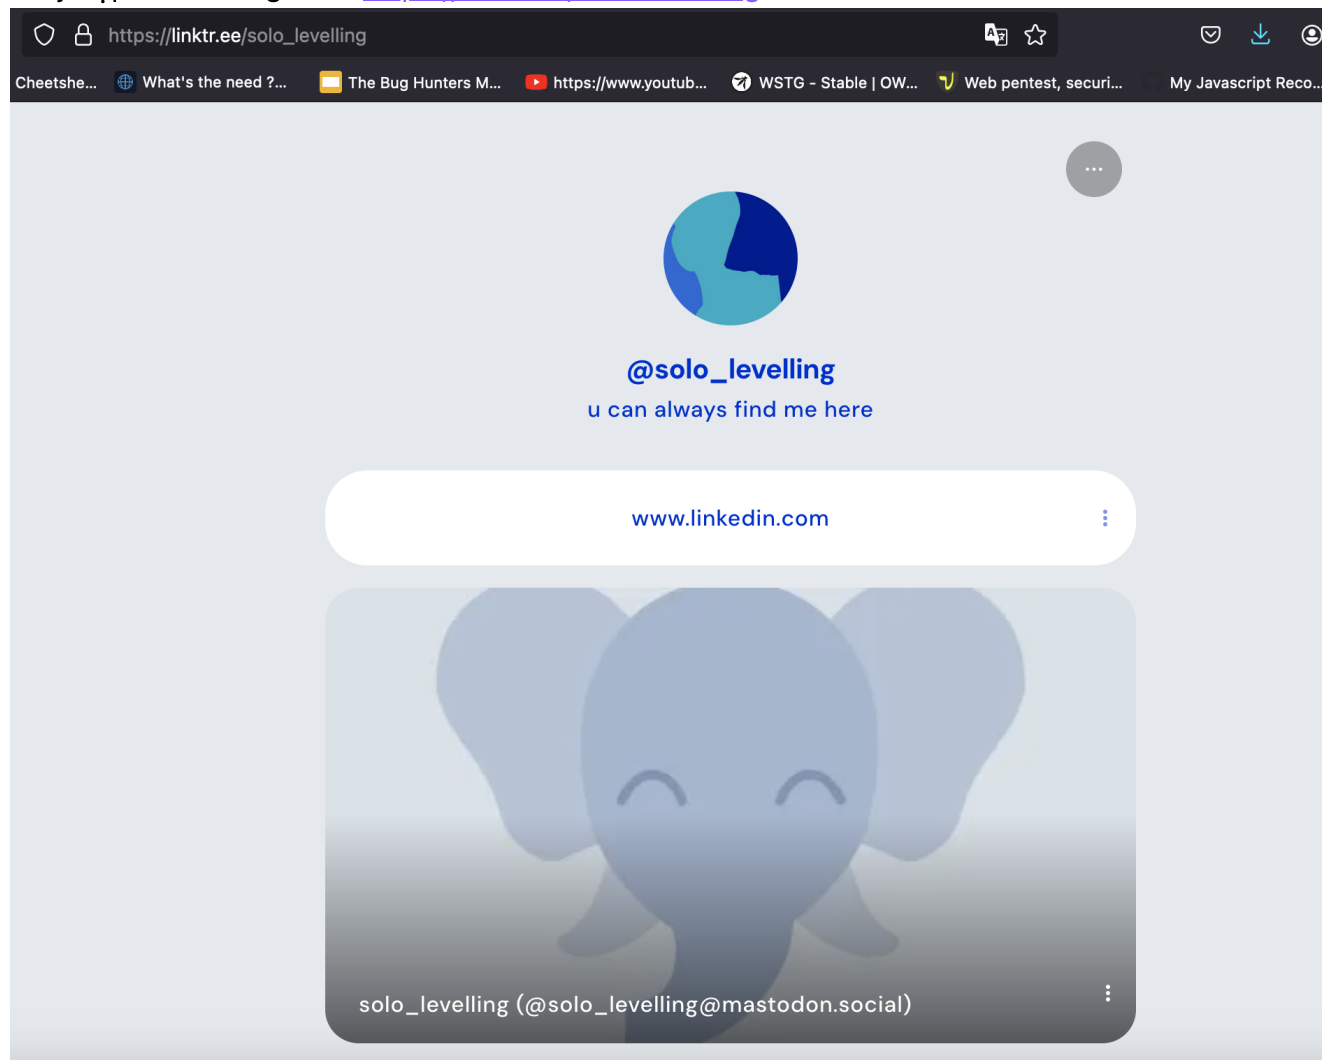 https://linktr.ee/solo_levelling
Cheetshe... What's the need ?... The Bug Hunters M... https://www.youtub... WSTG - Stable | OW... Web pentest, securi... My Javascript Reco...
@solo_levelling
u can always find me here
www.linkedin.com
solo_levelling (@solo_levelling@mastodon.social)